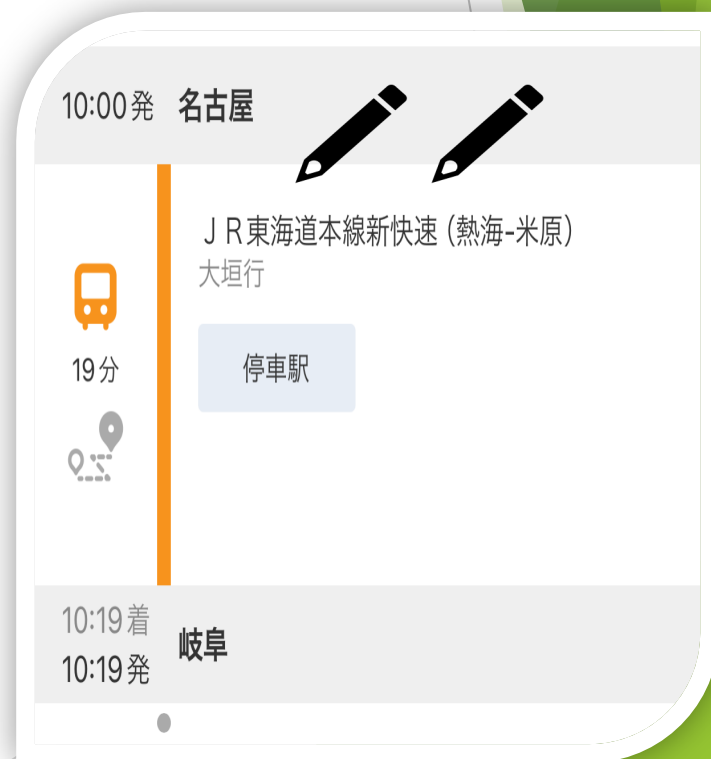 10:00発 名古屋
ＪＲ東海道本線新快速（熱海-米原）
大垣行
停車駅
19分
10:19着
岐阜
10:19発